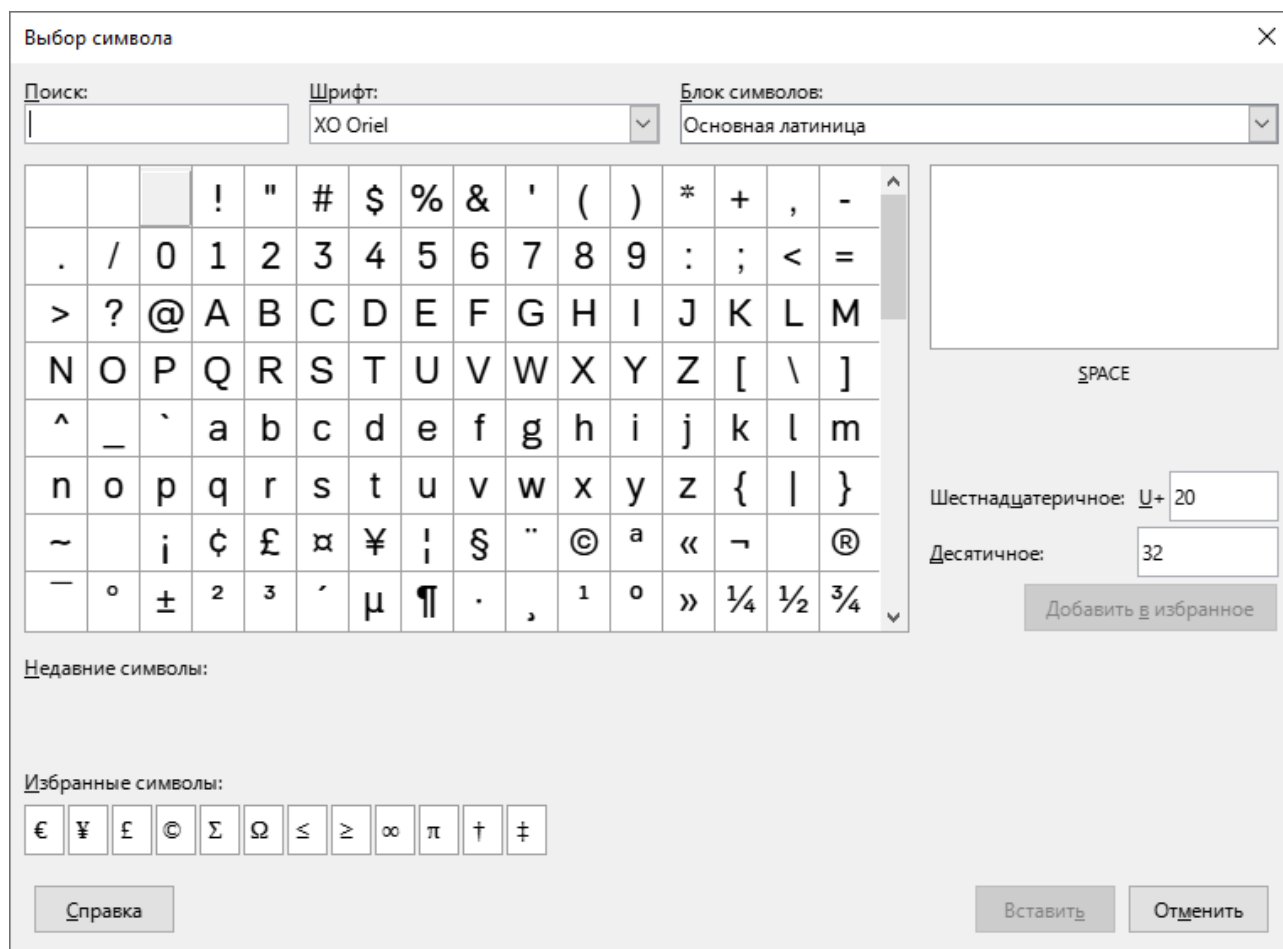 Выбор символа
Поиск: Шрифт: Блок символов:
XO Oriel Основная латиница
! " # $ % & ' ( ) * + , -
. / 0 1 2 3 4 5 6 7 8 9 : ; < =
> ? @ A B C D E F G H I J K L M
N O P Q R S T U V W X Y Z [ \ ]
^ _ ` a b c d e f g h i j k l m
n o p q r s t u v w x y z { | }
~ ¡ ¢ £ ¤ ¥ ¦ § ¨ © ª « ¬ ®
¯ ° ± ² ³ ´ µ ¶ · ¸ ¹ º » ¼ ½ ¾
SPACE
Шестнадцатеричное: U+ 20
Десятичное: 32
Добавить в избранное
Недавние символы:
Избранные символы:
€ ¥ £ © Σ Ω ≤ ≥ ∞ π † ‡
Справка Вставить Отменить